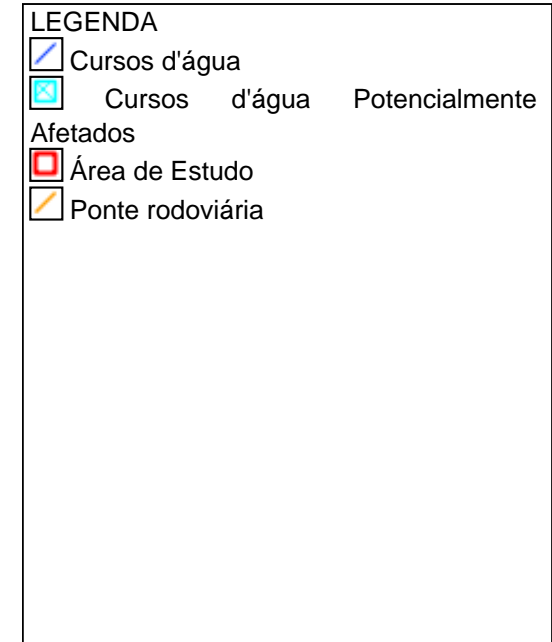 LEGENDA
Cursos d'água
Cursos d'água Potencialmente
Afetados
Área de Estudo
Ponte rodoviária